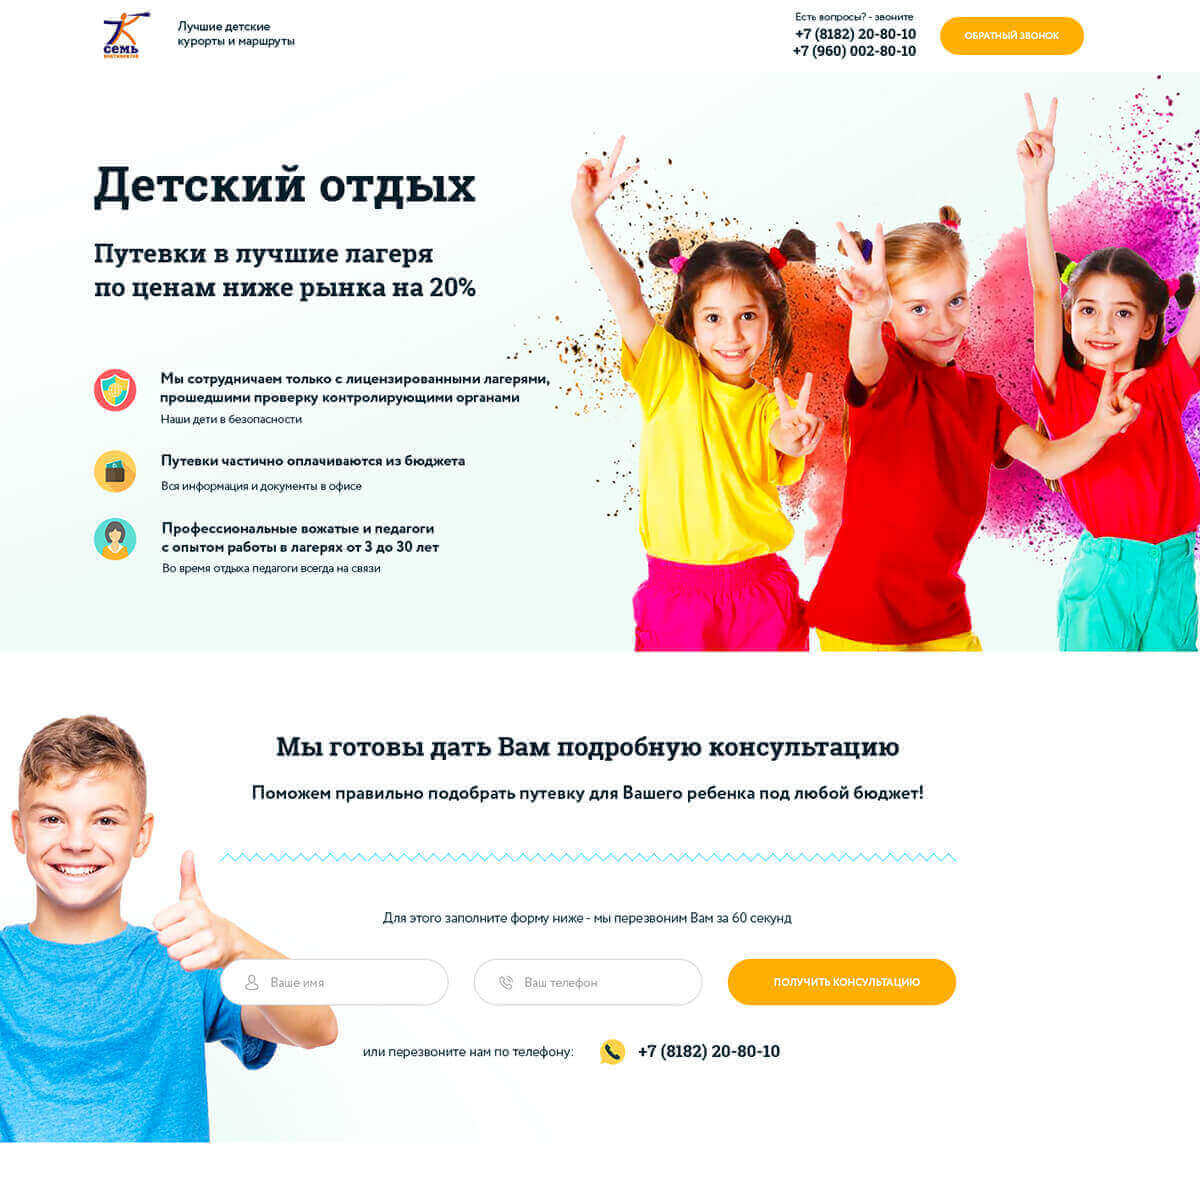 семь
Лучшие детские
курорты и маршруты
Есть вопросы? - звоните
+7 (8182) 20-80-10
+7 (960) 002-80-10
ОБРАТНЫЙ ЗВОНОК
Детский отдых
Путевки в лучшие лагеря
по ценам ниже рынка на 20%
Мы сотрудничаем только с лицензированными лагерями,
прошедшими проверку контролирующими органами
Наши дети в безопасности
Путевки частично оплачиваются из бюджета
Вся информация и документы в офисе
Профессиональные вожатые и педагоги
с опытом работы в лагерях от 3 до 30 лет
Во время отдыха педагоги всегда на связи
Мы готовы дать Вам подробную консультацию
Поможем правильно подобрать путевку для Вашего ребенка под любой бюджет!
Для этого заполните форму ниже - мы перезвоним Вам за 60 секунд
Ваше имя
Ваш телефон
ПОЛУЧИТЬ КОНСУЛЬТАЦИЮ
или перезвоните нам по телефону:
+7 (8182) 20-80-10